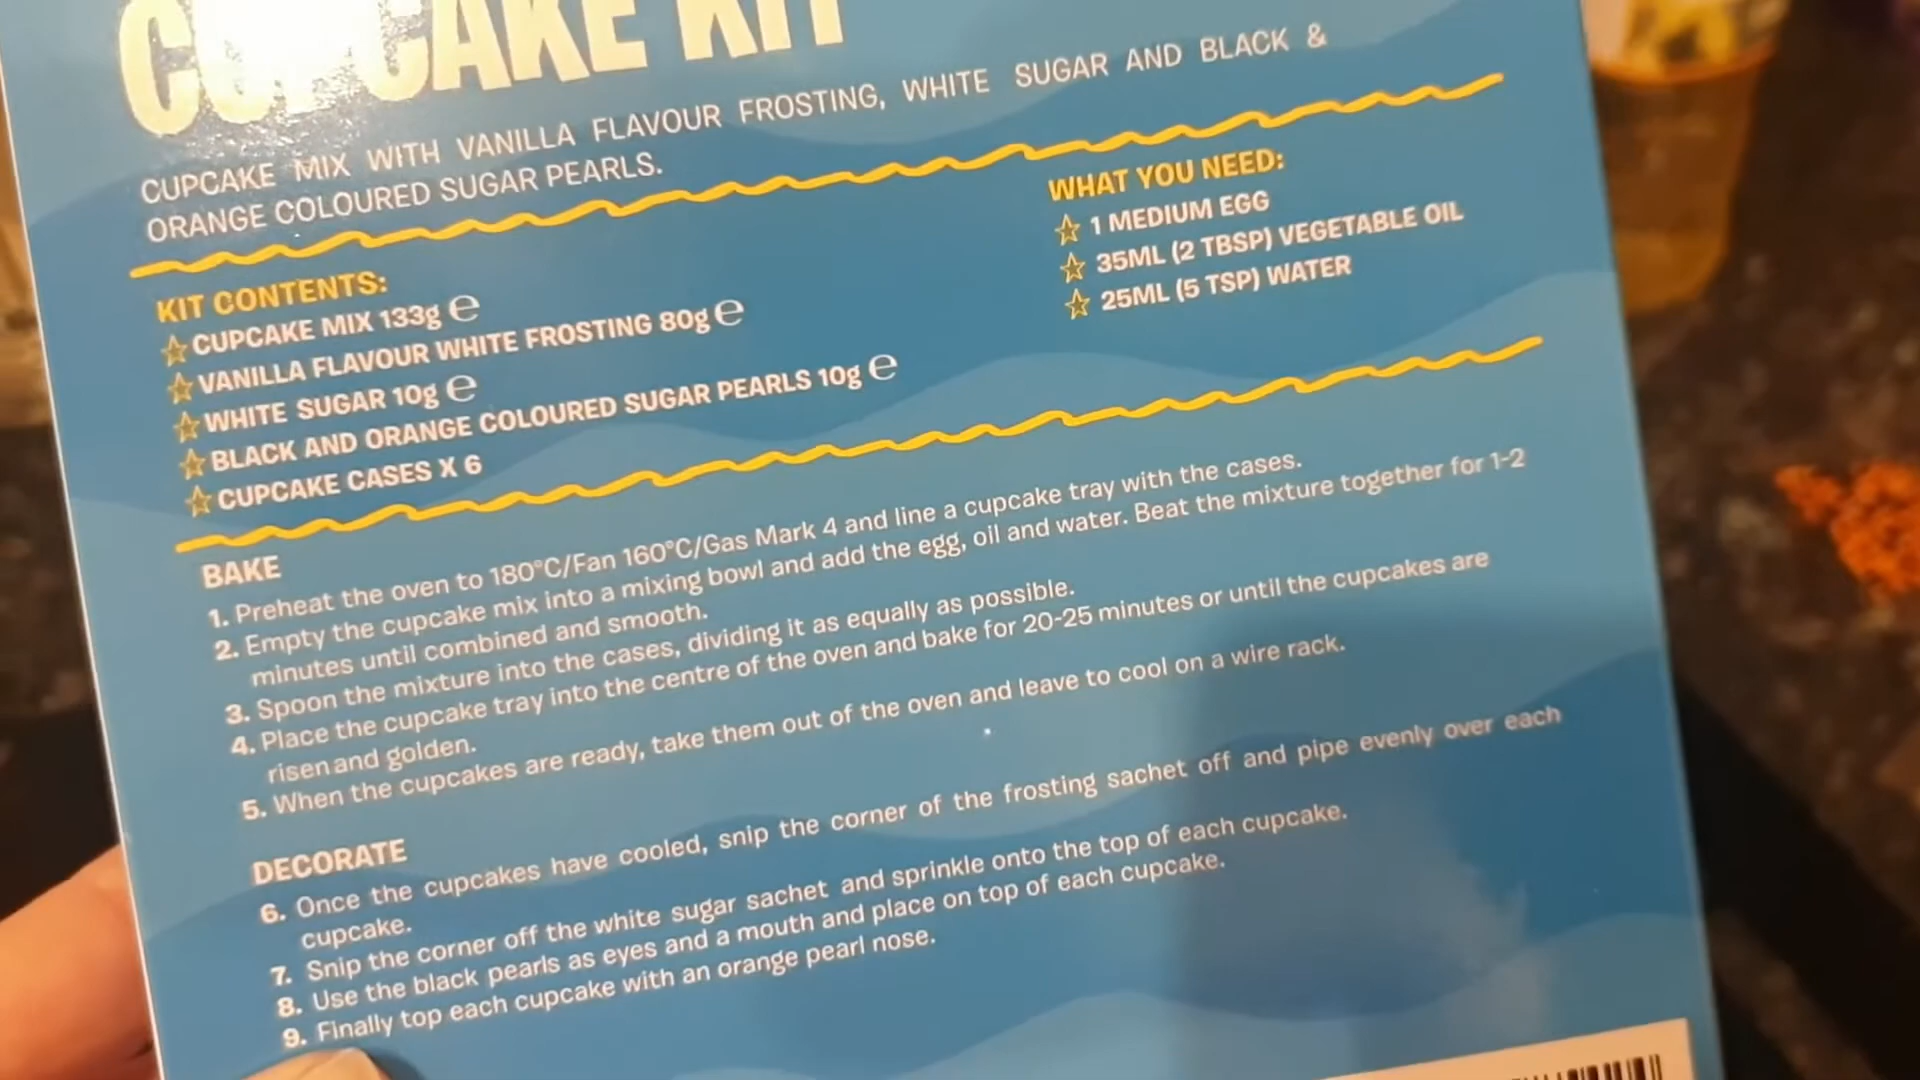 CUPCAKE KIT
CUPCAKE MIX WITH VANILLA FLAVOUR FROSTING, WHITE SUGAR AND BLACK &
ORANGE COLOURED SUGAR PEARLS.
KIT CONTENTS:
CUPCAKE MIX 133g ℮
VANILLA FLAVOUR WHITE FROSTING 80g ℮
WHITE SUGAR 10g ℮
BLACK AND ORANGE COLOURED SUGAR PEARLS 10g ℮
CUPCAKE CASES X 6
WHAT YOU NEED:
1 MEDIUM EGG
35ML (2 TBSP) VEGETABLE OIL
25ML (5 TSP) WATER
BAKE
1. Preheat the oven to 180°C/Fan 160°C/Gas Mark 4 and line a cupcake tray with the cases.
2. Empty the cupcake mix into a mixing bowl and add the egg, oil and water. Beat the mixture together for 1-2
minutes until combined and smooth.
3. Spoon the mixture into the cases, dividing it as equally as possible.
4. Place the cupcake tray into the centre of the oven and bake for 20-25 minutes or until the cupcakes are
risen and golden.
5. When the cupcakes are ready, take them out of the oven and leave to cool on a wire rack.
DECORATE
6. Once the cupcakes have cooled, snip the corner of the frosting sachet off and pipe evenly over each
cupcake.
7. Snip the corner off the white sugar sachet and sprinkle onto the top of each cupcake.
8. Use the black pearls as eyes and a mouth and place on top of each cupcake.
9. Finally top each cupcake with an orange pearl nose.